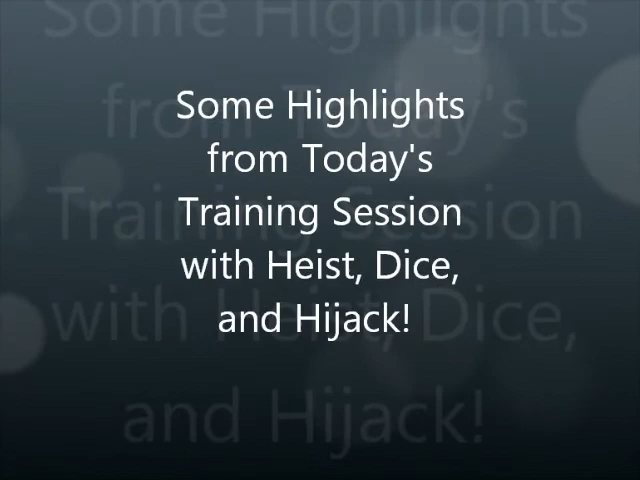 Some Highlights
from Today's
Training Session
with Heist, Dice,
and Hijack!